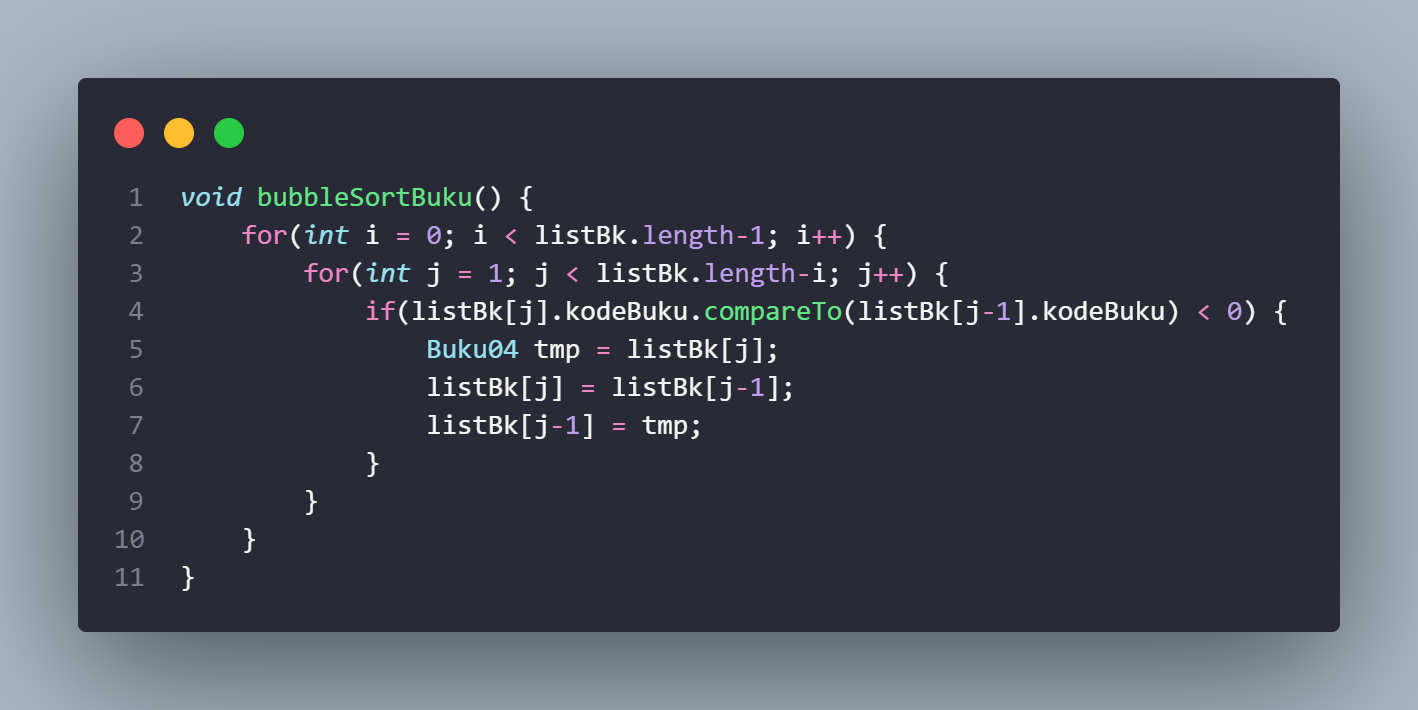 1 void bubbleSortBuku() {
2     for(int i = 0; i < listBk.length-1; i++) {
3         for(int j = 1; j < listBk.length-i; j++) {
4             if(listBk[j].kodeBuku.compareTo(listBk[j-1].kodeBuku) < 0) {
5                 Buku04 tmp = listBk[j];
6                 listBk[j] = listBk[j-1];
7                 listBk[j-1] = tmp;
8             }
9         }
10     }
11 }